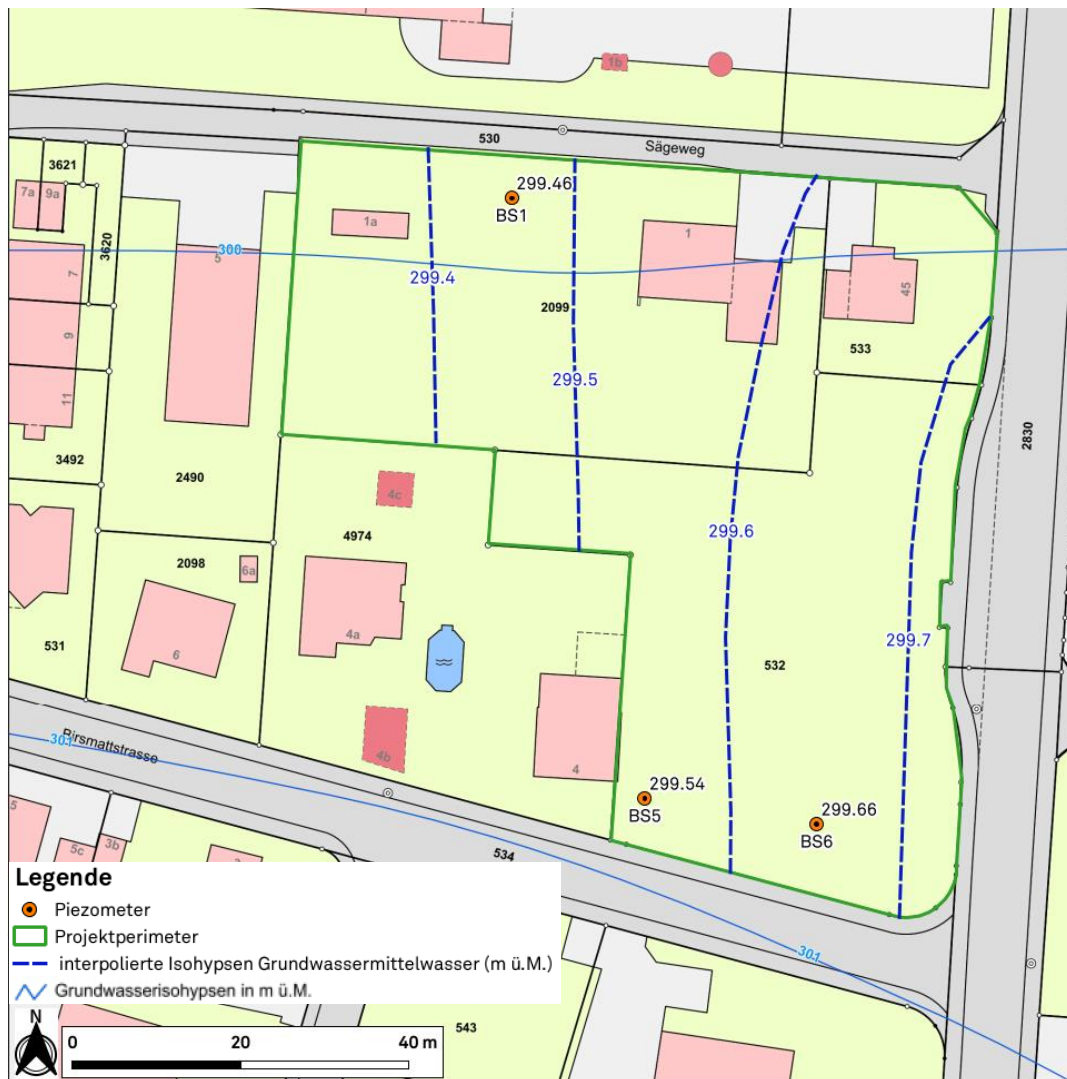 1b
530
Sägeweg
3621
7a
9a
299.46
BS1
1a
1
3620
300
5
7
299.4
2099
45
9
533
299.5
11
2830
3492
2490
4c
4974
299.6
2098
6a
4a
299.7
531
6
532
Birsmattstrasse
301
4b
4
299.54
BS5
299.66
BS6
5
5c
3b
534
301
Legende
Piezometer
Projektperimeter
interpolierte Isohypsen Grundwassermittelwasser (m ü.M.)
Grundwasserisohypsen in m ü.M.
N
0 20 40 m
543